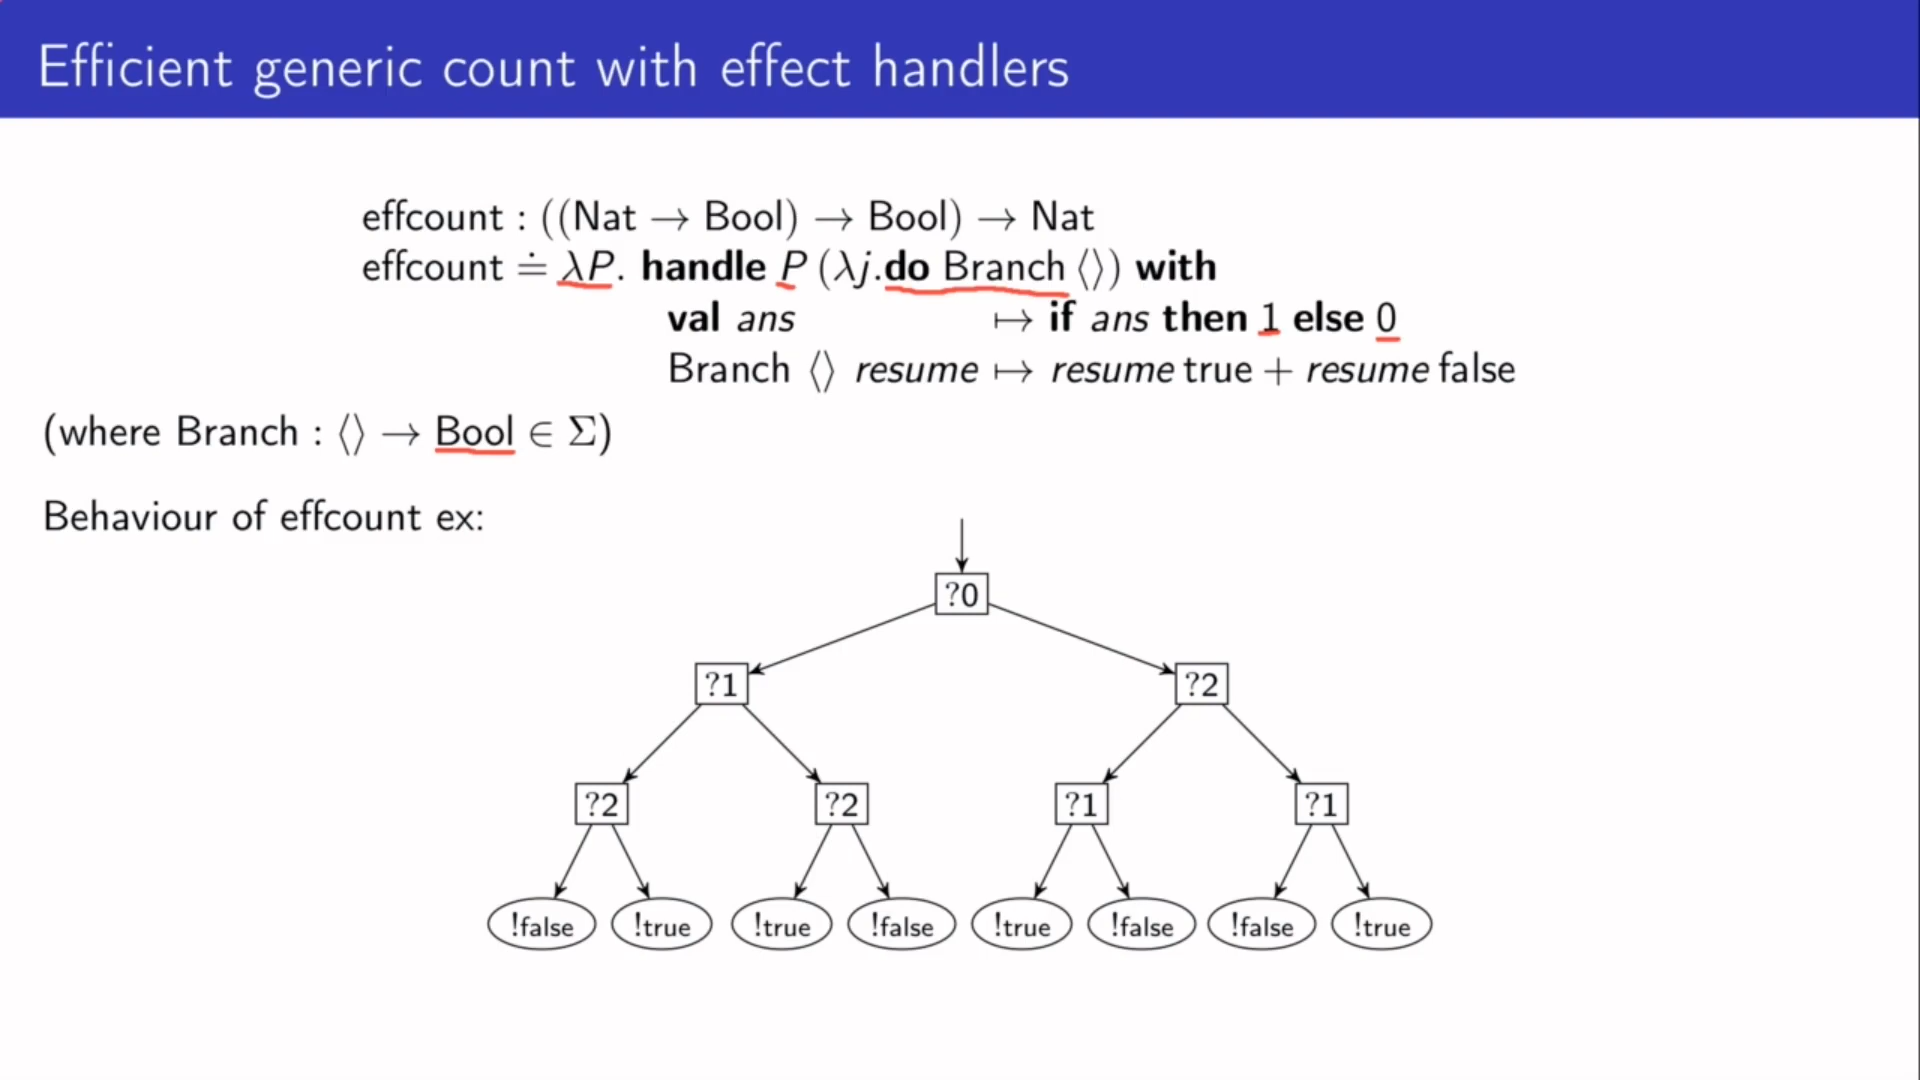 Efficient generic count with effect handlers
effcount : ((Nat → Bool) → Bool) → Nat
effcount ≐ λP. handle P (λj.do Branch ⟨⟩) with
val ans ↦ if ans then 1 else 0
Branch ⟨⟩ resume ↦ resume true + resume false
(where Branch : ⟨⟩ → Bool ∈ Σ)
Behaviour of effcount ex:
?0
?1 ?2
?2 ?2 ?1 ?1
!false !true !true !false !true !false !false !true